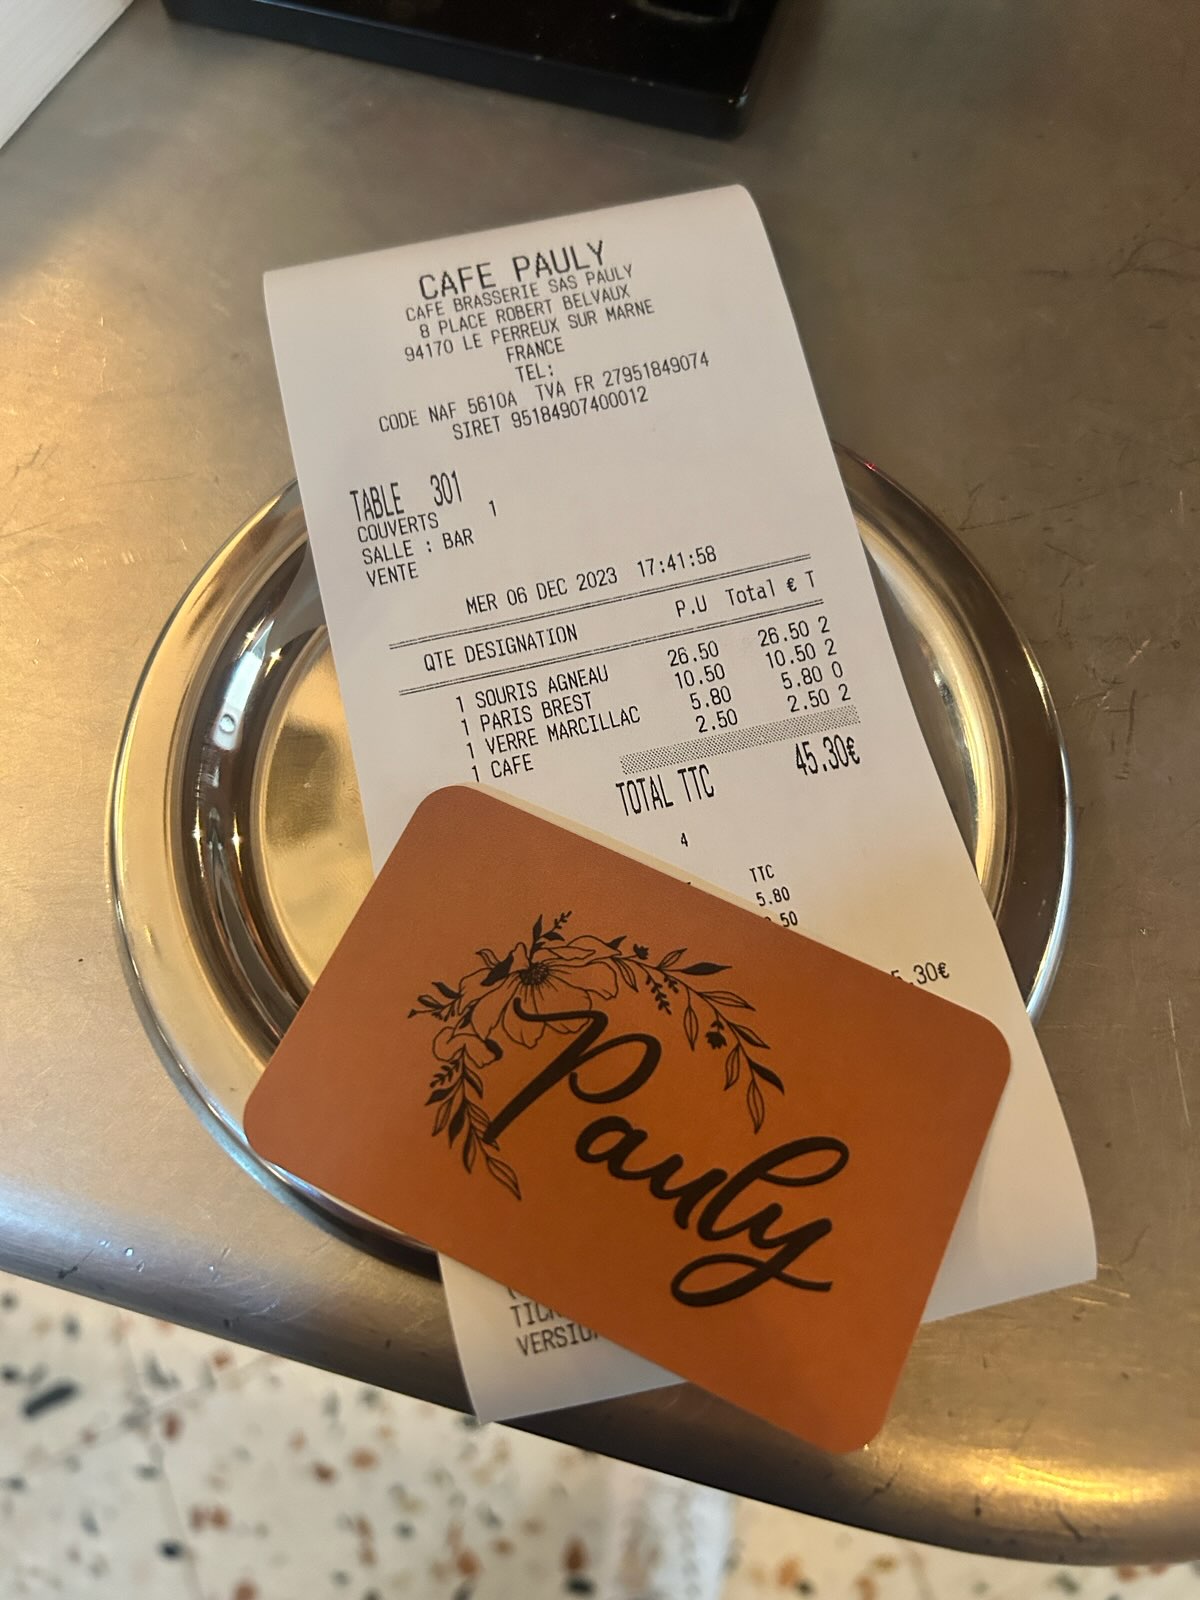 CAFE PAULY
CAFE BRASSERIE SAS PAULY
8 PLACE ROBERT BELVAUX
94170 LE PERREUX SUR MARNE
FRANCE
TEL:
CODE NAF 5610A TVA FR 27951849074
SIRET 95184907400012
TABLE 301
COUVERTS 1
SALLE : BAR
VENTE
MER 06 DEC 2023 17:41:58
QTE DESIGNATION P.U Total € T
1 SOURIS AGNEAU 26.50 26.50 2
1 PARIS BREST 10.50 10.50 2
1 VERRE MARCILLAC 5.80 5.80 0
1 CAFE 2.50 2.50 2
TOTAL TTC 45.30€
4
TTC
5.80
Pauly